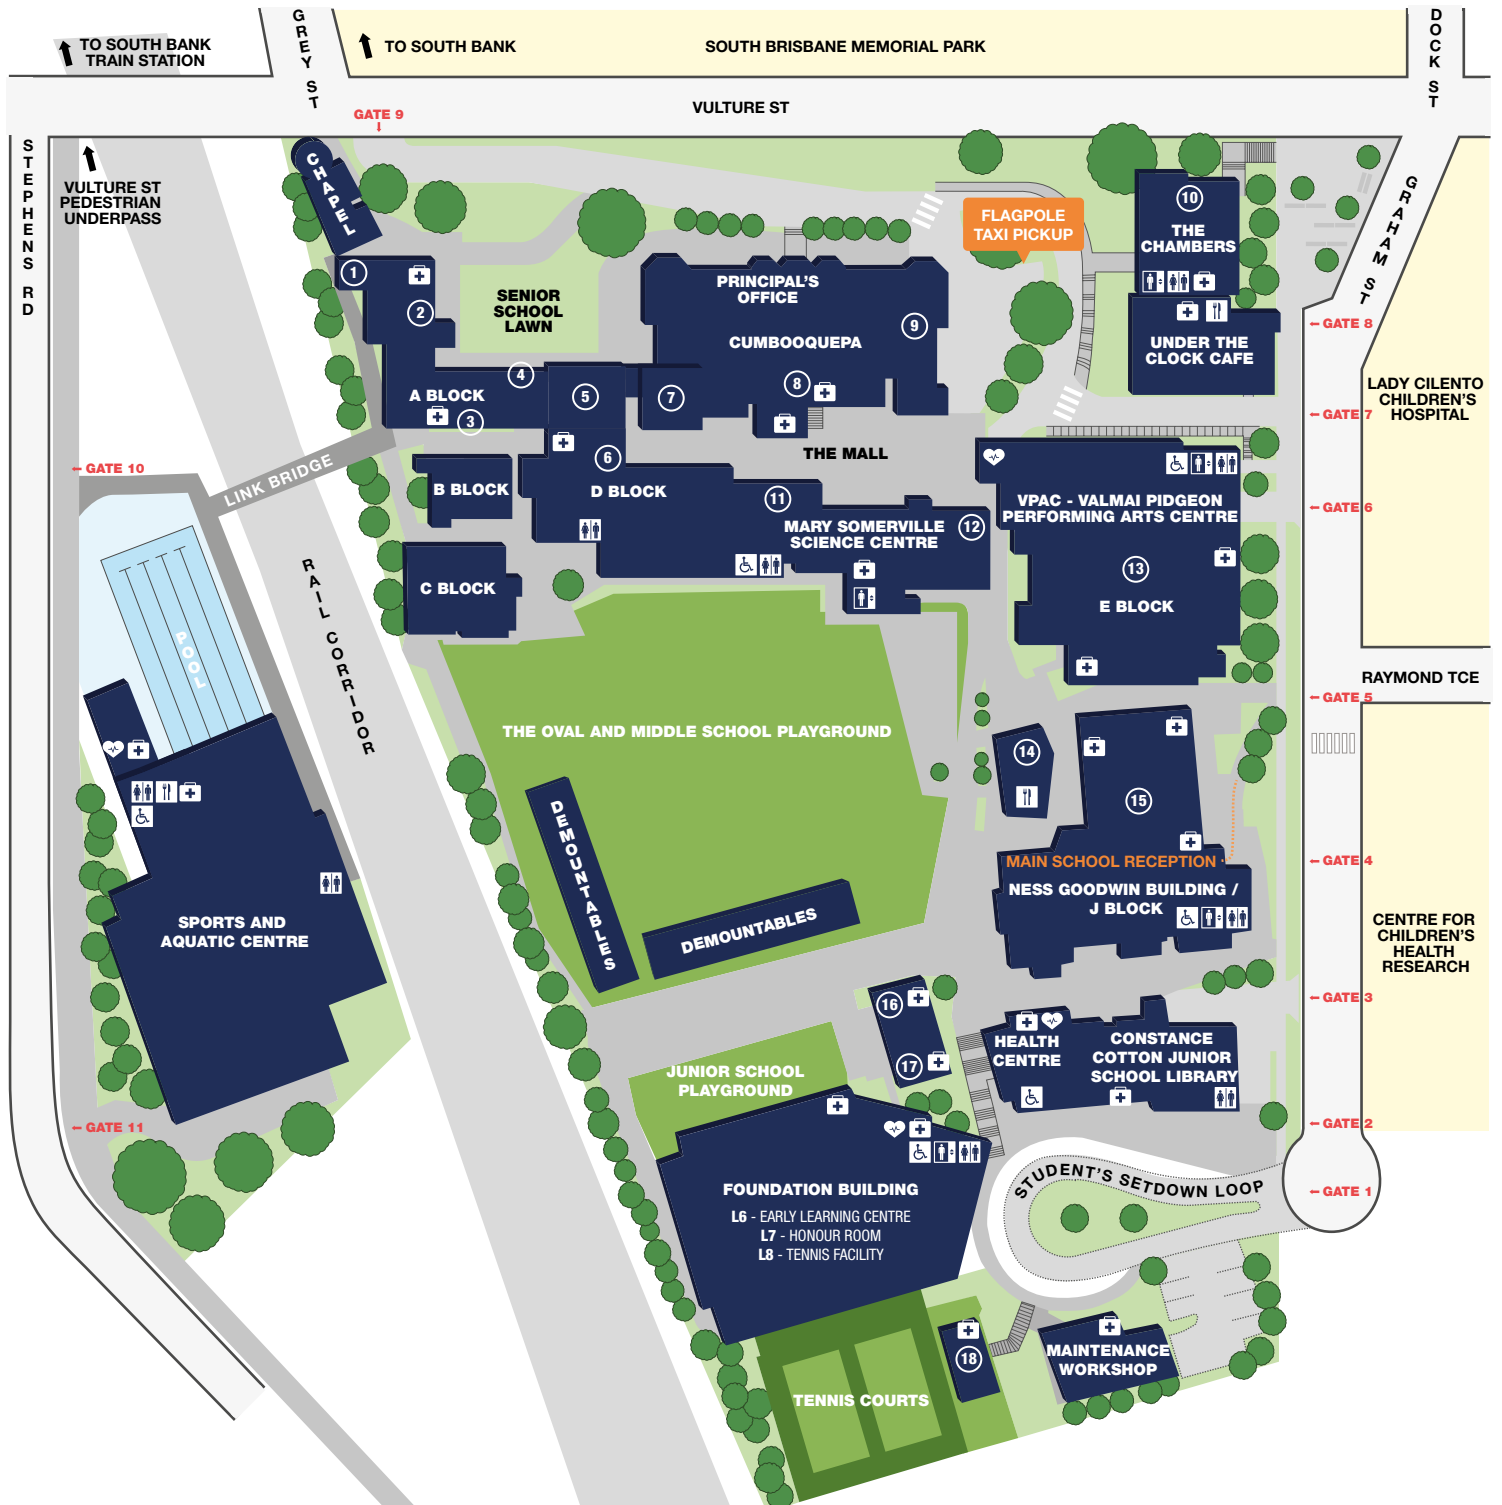 GREY ST
DOCK ST
TO SOUTH BANK
TRAIN STATION
TO SOUTH BANK
SOUTH BRISBANE MEMORIAL PARK
VULTURE ST
GATE 9
STEPHENS RD
VULTURE ST
PEDESTRIAN
UNDERPASS
CHAPEL
GRAHAM ST
FLAGPOLE
TAXI PICKUP
10
THE
CHAMBERS
1
2
SENIOR
SCHOOL
LAWN
PRINCIPAL'S
OFFICE
9
CUMBOOQUEPA
GATE 8
UNDER THE
CLOCK CAFE
4
A BLOCK
3
5
7
8
LADY CILENTO
CHILDREN'S
HOSPITAL
GATE 7
THE MALL
GATE 10
LINK BRIDGE
B BLOCK
6
D BLOCK
11
MARY SOMERVILLE
SCIENCE CENTRE
12
VPAC - VALMAI PIDGEON
PERFORMING ARTS CENTRE
GATE 6
13
E BLOCK
C BLOCK
RAIL CORRIDOR
POOL
RAYMOND TCE
GATE 5
THE OVAL AND MIDDLE SCHOOL PLAYGROUND
14
15
DEMOUNTABLES
DEMOUNTABLES
MAIN SCHOOL RECEPTION
GATE 4
NESS GOODWIN BUILDING /
J BLOCK
SPORTS AND
AQUATIC CENTRE
CENTRE FOR
CHILDREN'S
HEALTH
RESEARCH
GATE 3
16
17
HEALTH
CENTRE
CONSTANCE
COTTON JUNIOR
SCHOOL LIBRARY
JUNIOR SCHOOL
PLAYGROUND
GATE 11
GATE 2
STUDENT'S SETDOWN LOOP
GATE 1
FOUNDATION BUILDING
L6 - EARLY LEARNING CENTRE
L7 - HONOUR ROOM
L8 - TENNIS FACILITY
18
MAINTENANCE
WORKSHOP
TENNIS COURTS